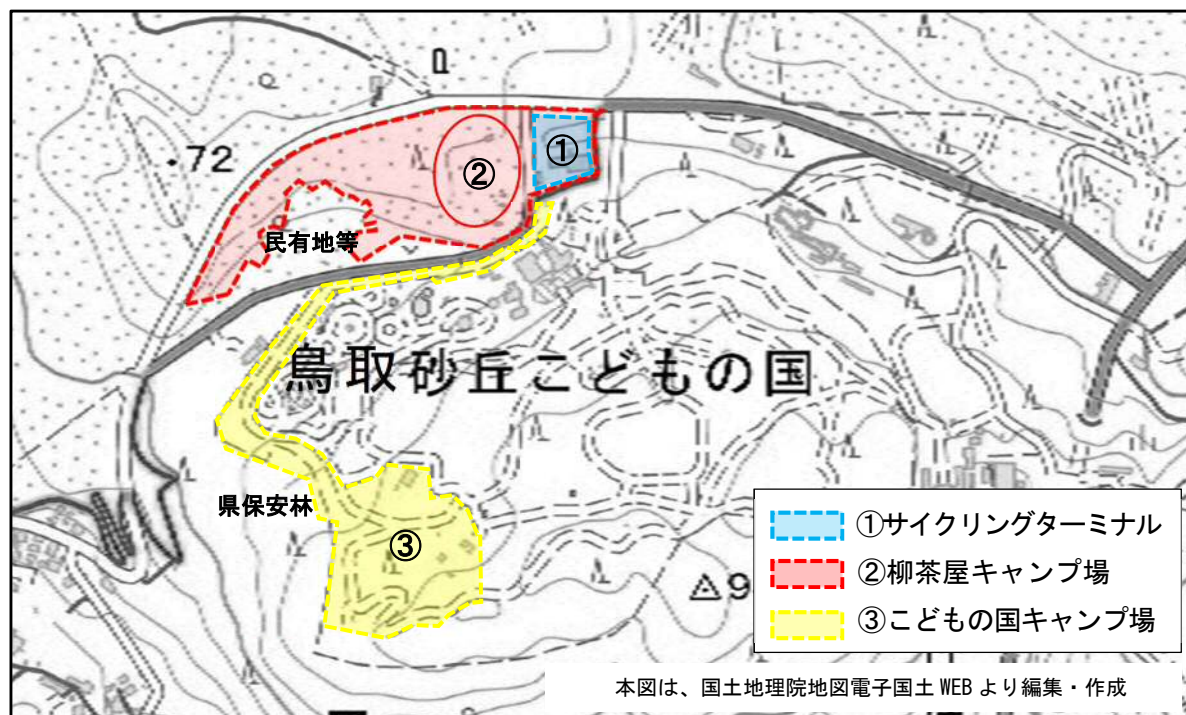 ①
②
・72
民有地等
鳥取砂丘こどもの国
県保安林
③
△9
①サイクリングターミナル
②柳茶屋キャンプ場
③こどもの国キャンプ場
本図は、国土地理院地図電子国土 WEB より編集・作成